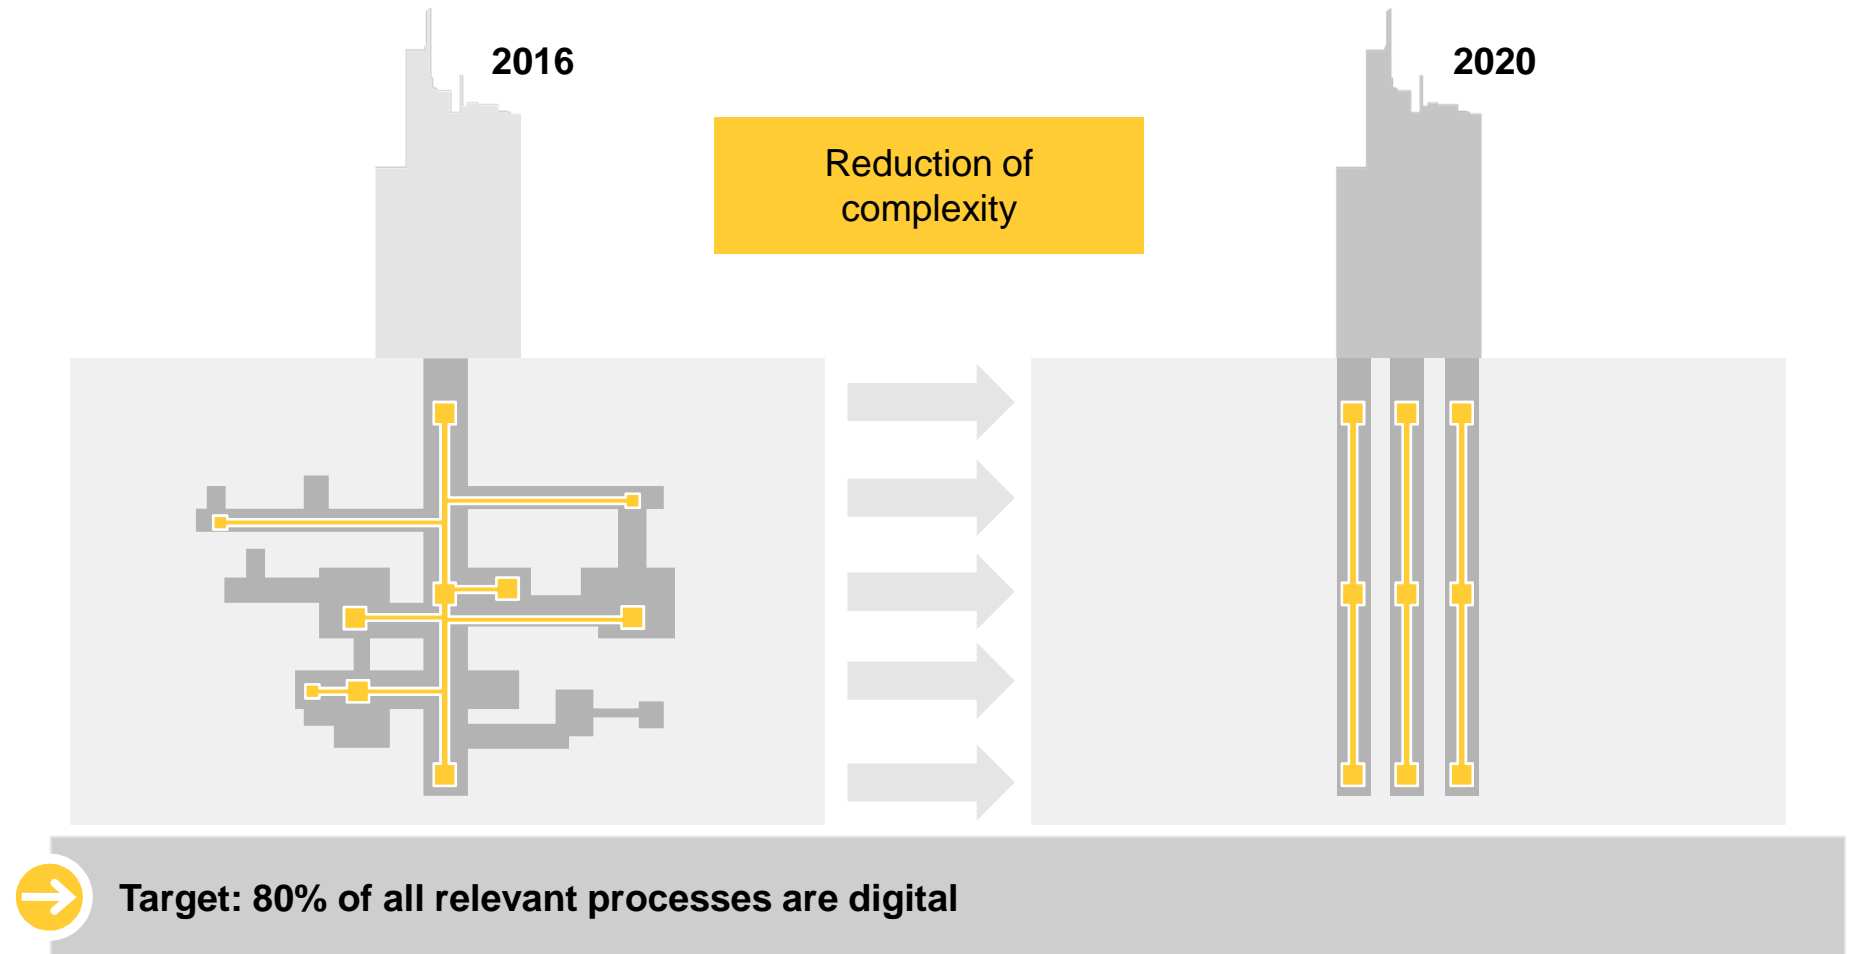 2016
2020
Reduction of
complexity
Target: 80% of all relevant processes are digital